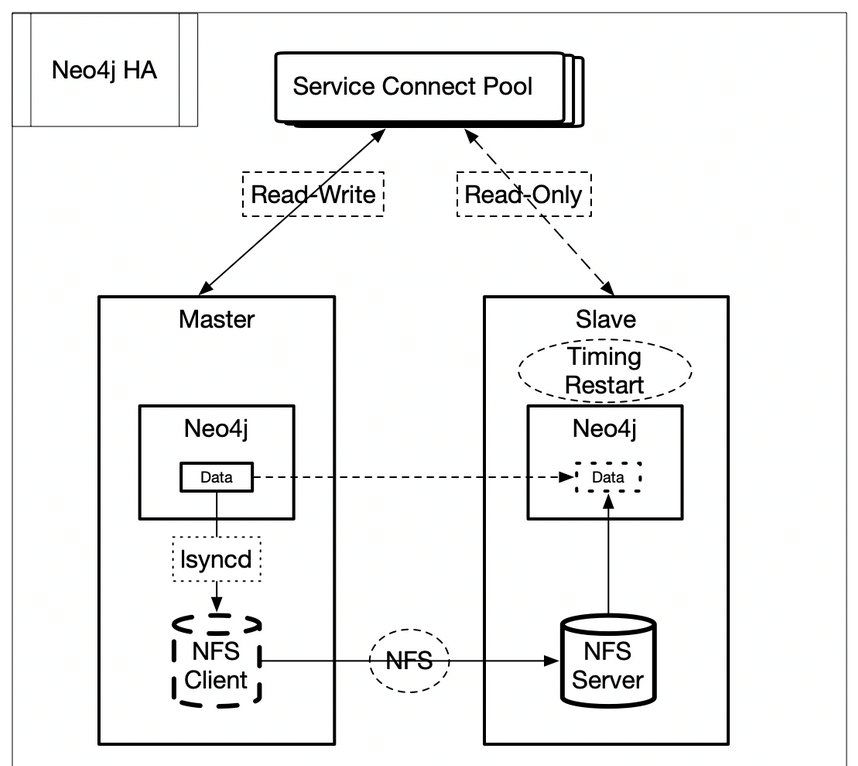 Neo4j HA
Service Connect Pool
Read-Write
Read-Only
Master
Slave
Timing
Restart
Neo4j
Neo4j
Data
Data
lsyncd
NFS
Client
NFS
NFS
Server